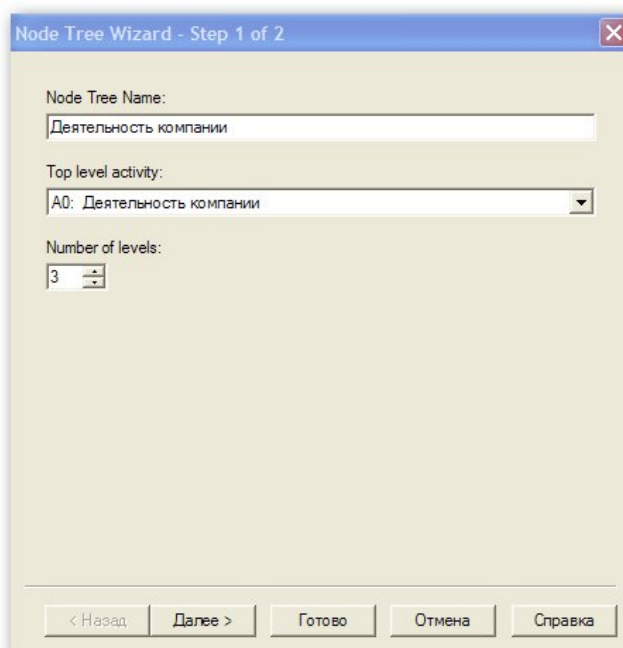 Node Tree Wizard - Step 1 of 2
Node Tree Name:
Деятельность компании
Top level activity:
A0: Деятельность компании
Number of levels:
3
< Назад Далее > Готово Отмена Справка